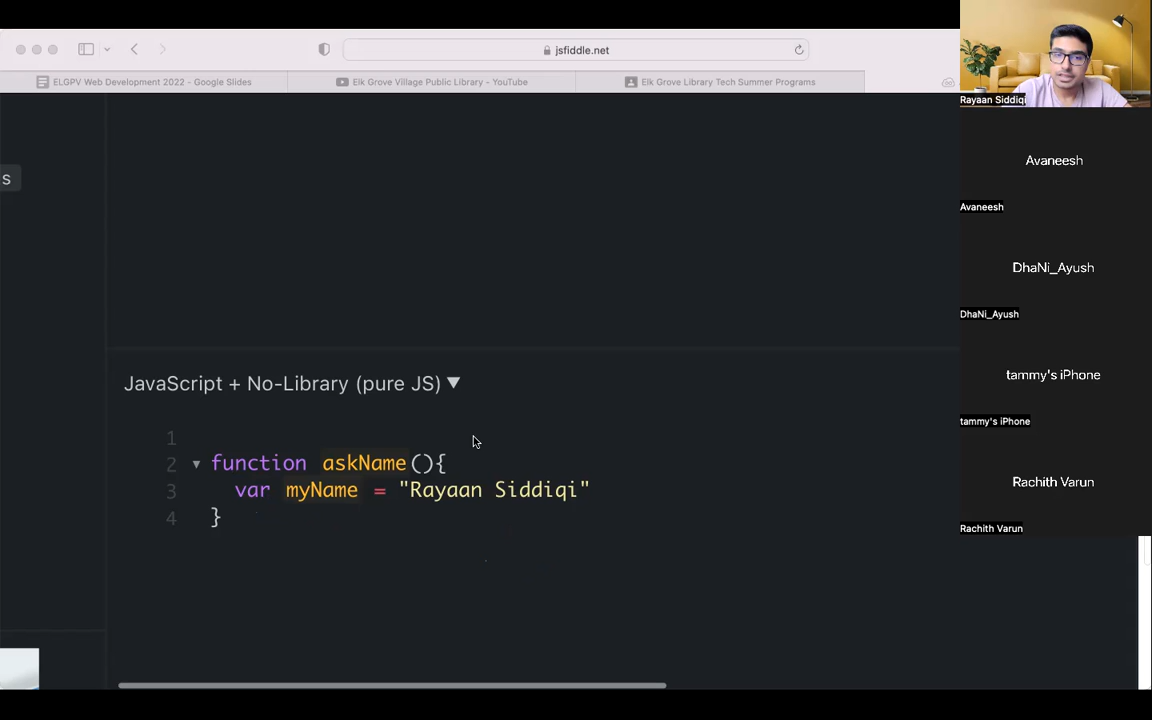 jsfiddle.net
ELGPV Web Development 2022 - Google Slides
Elk Grove Village Public Library - YouTube
Elk Grove Library Tech Summer Programs
s
JavaScript + No-Library (pure JS) ▼
1
2 ▼ function askName(){
3 var myName = "Rayaan Siddiqi"
4 }
Rayaan Siddiqi
Avaneesh
Avaneesh
DhaNi_Ayush
DhaNi_Ayush
tammy's iPhone
tammy's iPhone
Rachith Varun
Rachith Varun